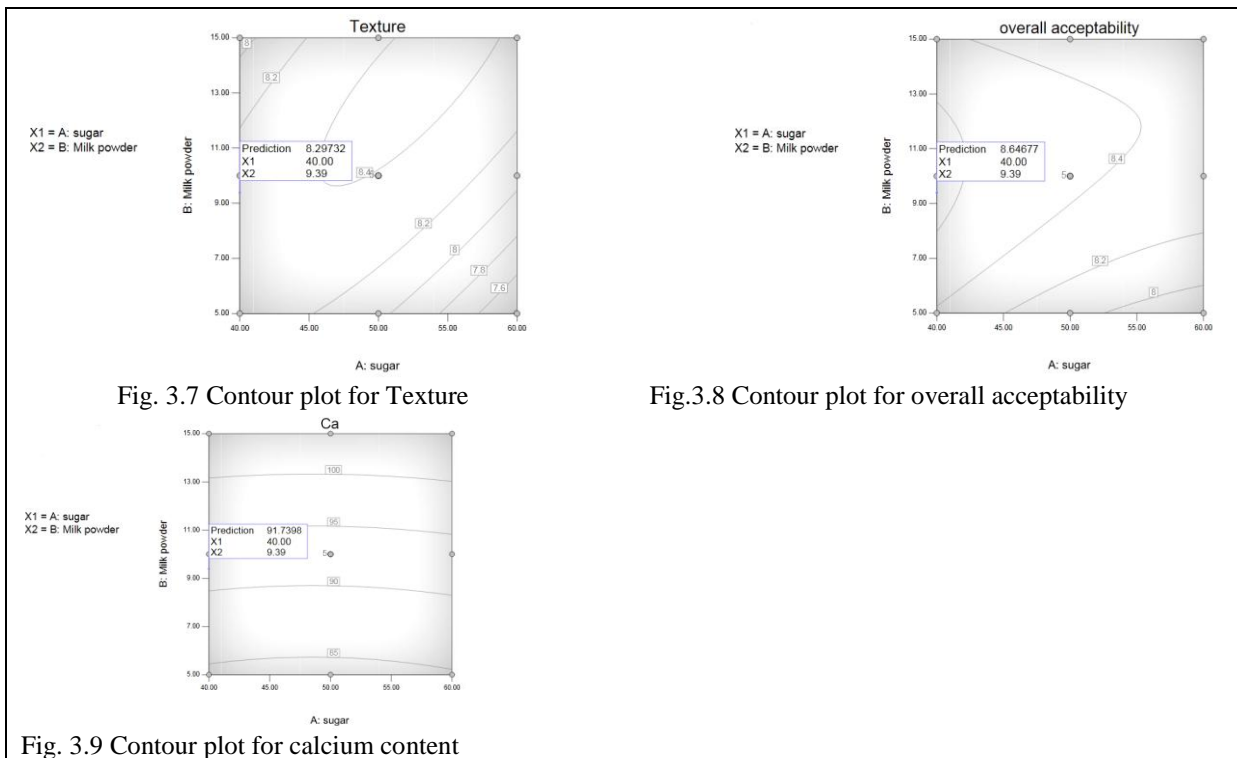 Texture
15.00
8
8.2
13.00
X1 = A: sugar
X2 = B: Milk powder
B: Milk powder
11.00
Prediction 8.29732
X1 40.00
X2 9.39
8.4
5
9.00
8.2
8
7.00
7.8
7.6
5.00
40.00 45.00 50.00 55.00 60.00
A: sugar
Fig. 3.7 Contour plot for Texture
overall acceptability
15.00
13.00
X1 = A: sugar
X2 = B: Milk powder
B: Milk powder
11.00
Prediction 8.64677
X1 40.00
X2 9.39
8.4
5
9.00
7.00
8.2
8
5.00
40.00 45.00 50.00 55.00 60.00
A: sugar
Fig.3.8 Contour plot for overall acceptability
Ca
15.00
100
13.00
X1 = A: sugar
X2 = B: Milk powder
B: Milk powder
11.00
95
Prediction 91.7398
X1 40.00
X2 9.39
5
9.00
90
7.00
85
5.00
40.00 45.00 50.00 55.00 60.00
A: sugar
Fig. 3.9 Contour plot for calcium content